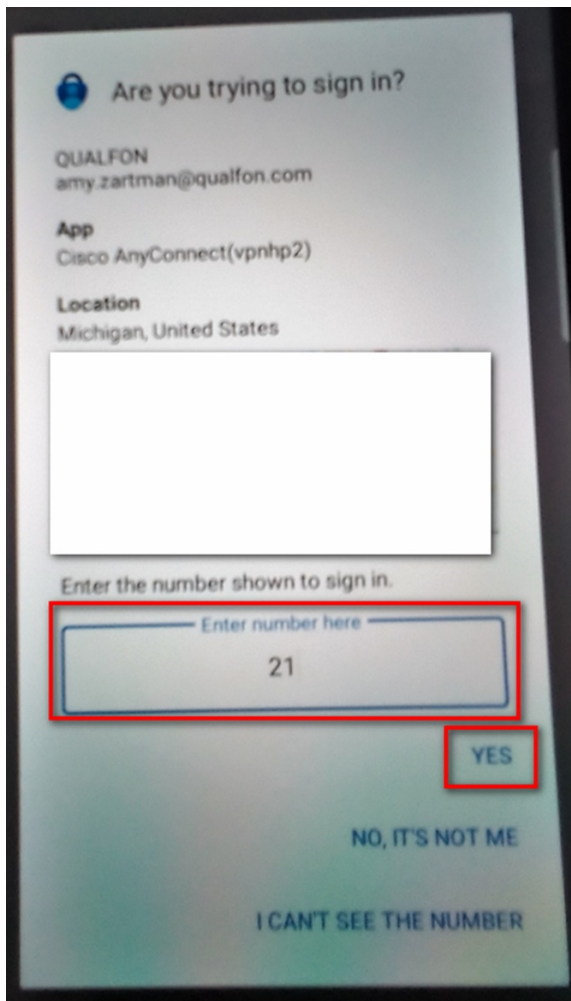 Are you trying to sign in?
QUALFON
amy.zartman@qualfon.com
App
Cisco AnyConnect(vpnhp2)
Location
Michigan, United States
Enter the number shown to sign in.
Enter number here
21
YES
NO, IT'S NOT ME
I CAN'T SEE THE NUMBER